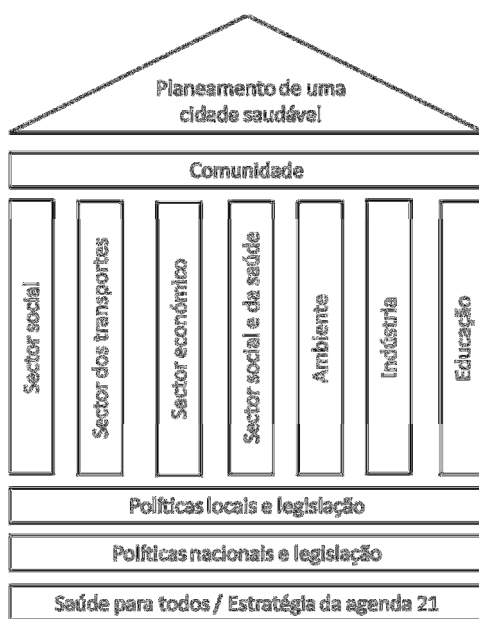 Planeamento de uma
cidade saudável
Comunidade
Sector social
Sector dos transportes
Sector económico
Sector social e da saúde
Ambiente
Indústria
Educação
Políticas locais e legislação
Políticas nacionais e legislação
Saúde para todos / Estratégia da agenda 21